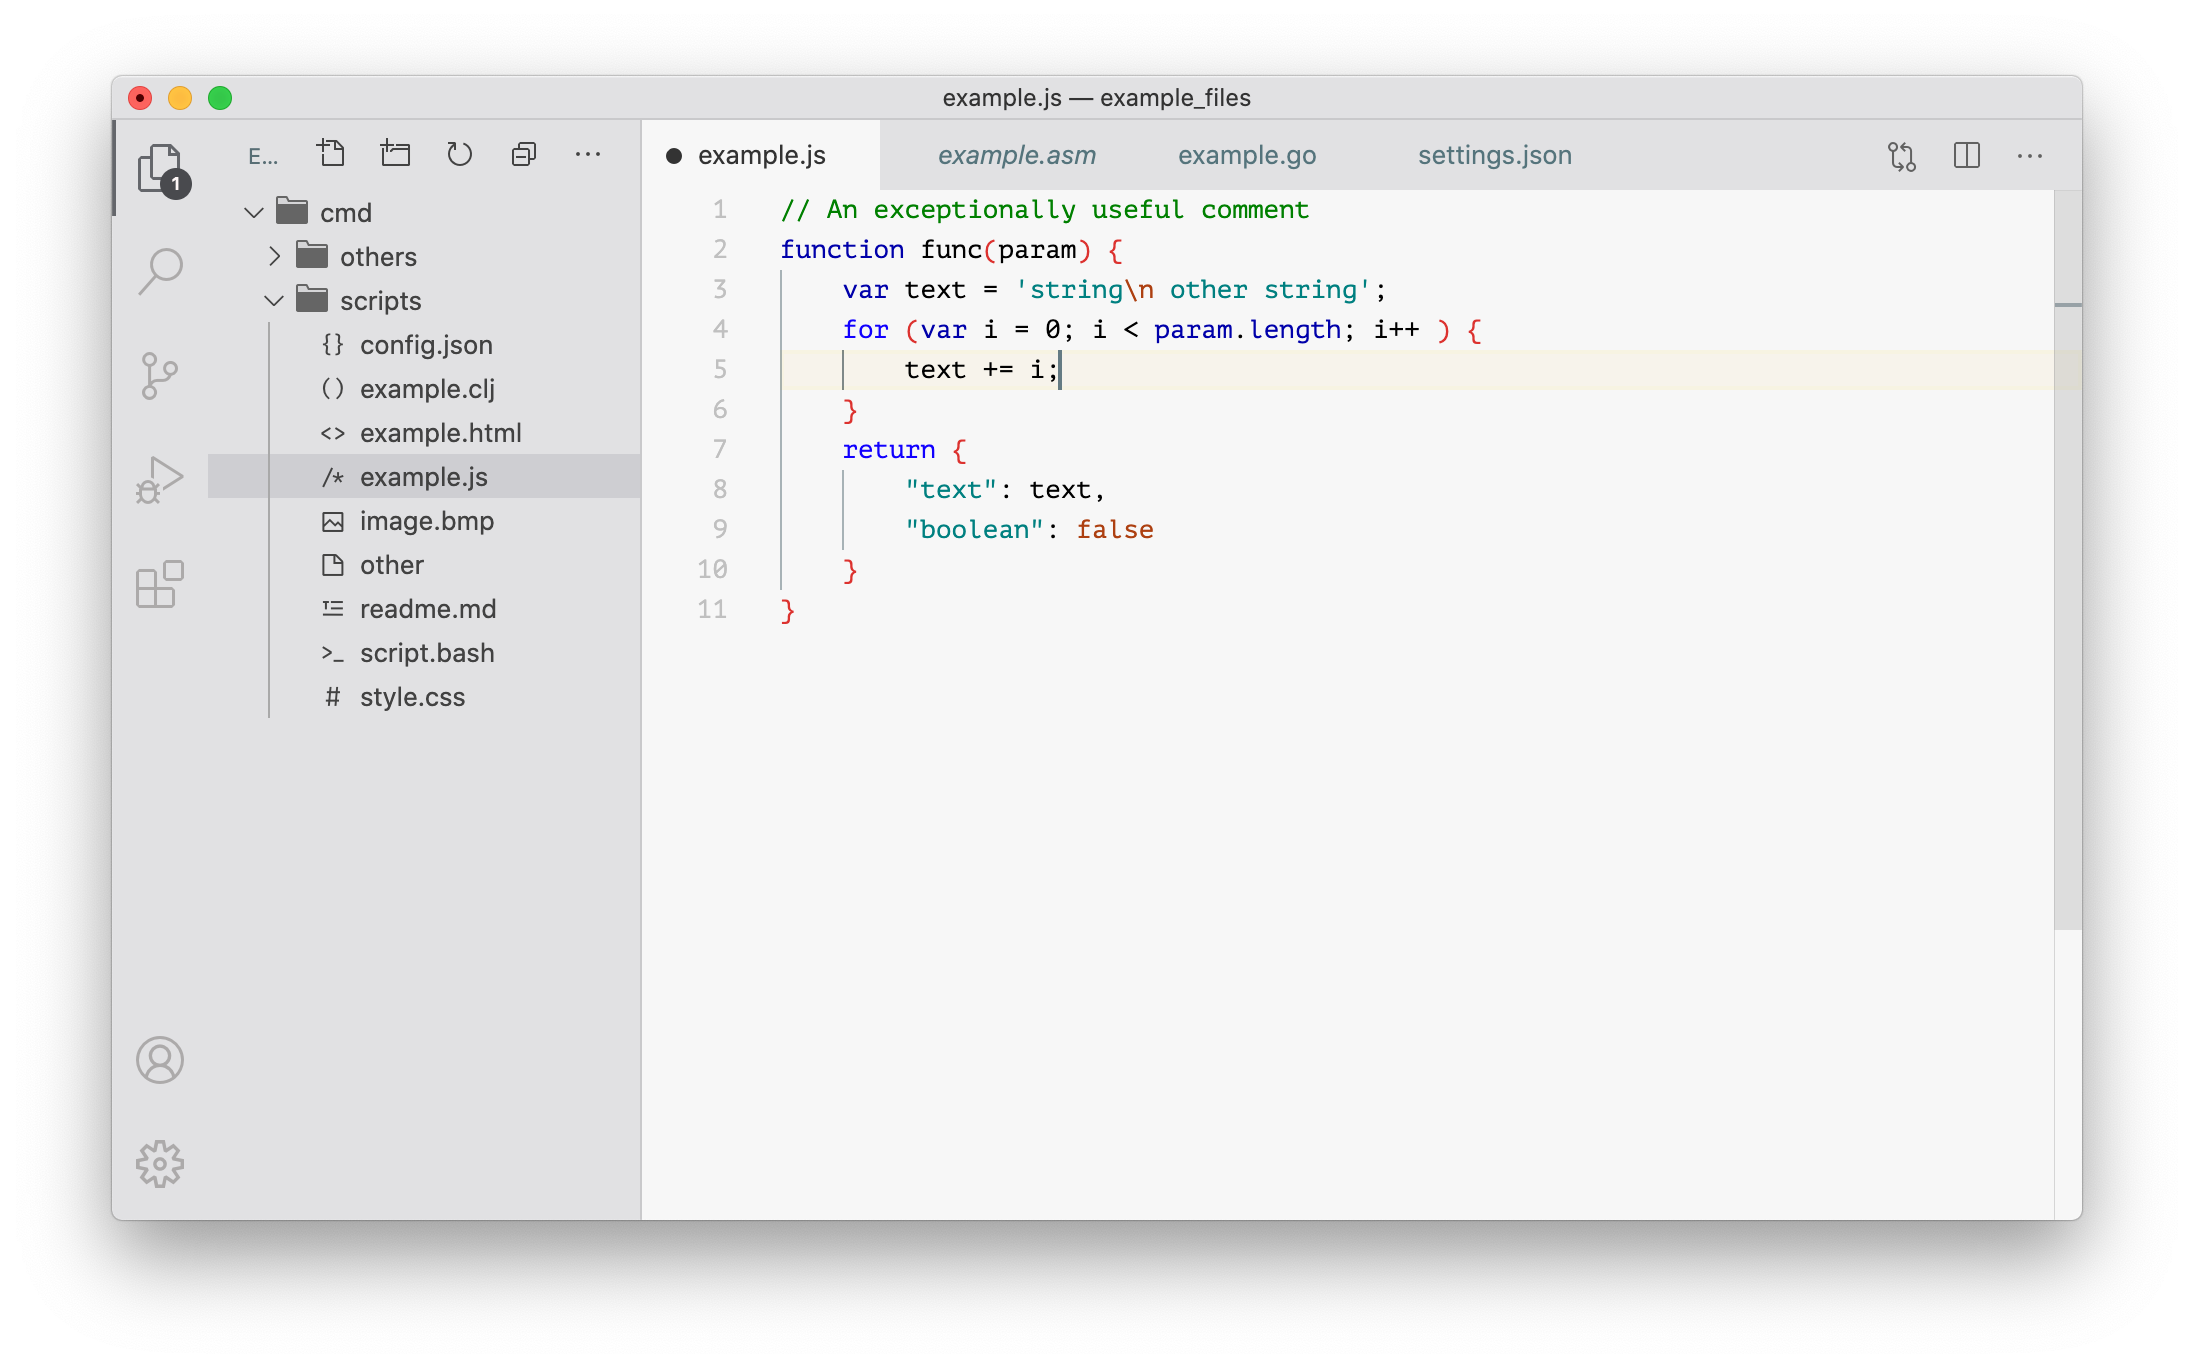 example.js — example_files
1
E...
cmd
others
scripts
{} config.json
() example.clj
<> example.html
/* example.js
image.bmp
other
readme.md
>_ script.bash
# style.css
example.js example.asm example.go settings.json
1 // An exceptionally useful comment
2 function func(param) {
3     var text = 'string\n other string';
4     for (var i = 0; i < param.length; i++ ) {
5         text += i;
6     }
7     return {
8         "text": text,
9         "boolean": false
10     }
11 }